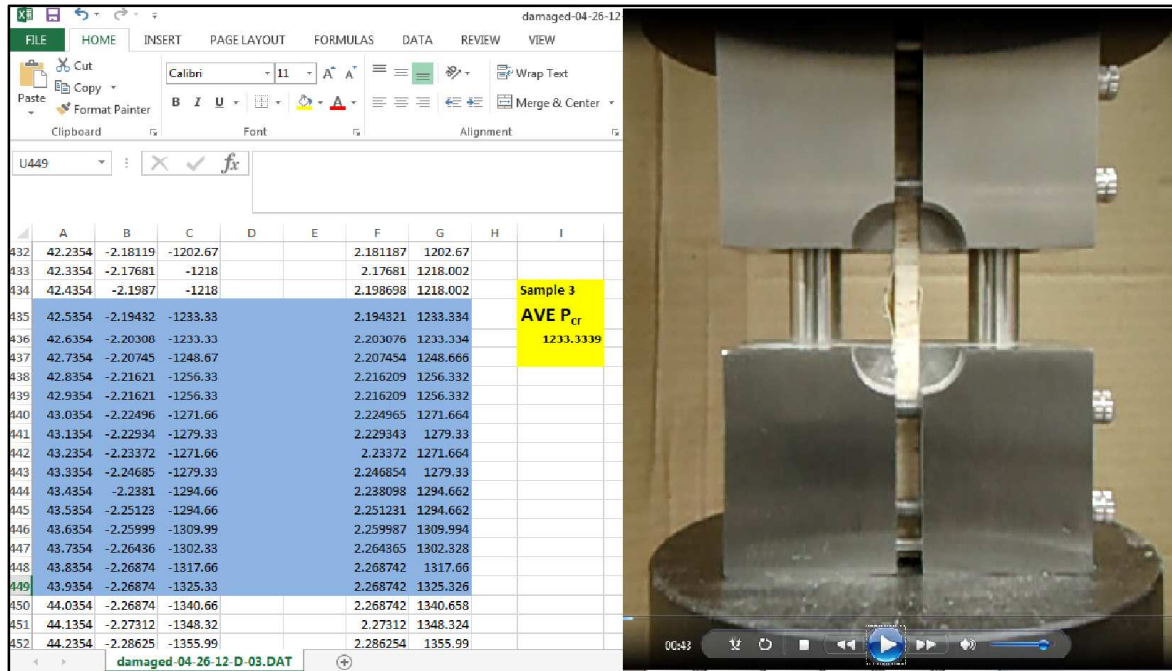 damaged-04-26-12-
FILE HOME INSERT PAGE LAYOUT FORMULAS DATA REVIEW VIEW
Cut
Copy
Format Painter
Paste
Calibri 11 A A
B I U A
Wrap Text
Merge & Center
Clipboard Font Alignment
U449 fx
A B C D E F G H I
432 42.2354 -2.18119 -1202.67 2.181187 1202.67
433 42.3354 -2.17681 -1218 2.17681 1218.002
434 42.4354 -2.1987 -1218 2.198698 1218.002 Sample 3
435 42.5354 -2.19432 -1233.33 2.194321 1233.334 AVE Pcr
436 42.6354 -2.20308 -1233.33 2.203076 1233.334 1233.3339
437 42.7354 -2.20745 -1248.67 2.207454 1248.666
438 42.8354 -2.21621 -1256.33 2.216209 1256.332
439 42.9354 -2.21621 -1256.33 2.216209 1256.332
440 43.0354 -2.22496 -1271.66 2.224965 1271.664
441 43.1354 -2.22934 -1279.33 2.229343 1279.33
442 43.2354 -2.23372 -1271.66 2.23372 1271.664
443 43.3354 -2.24685 -1279.33 2.246854 1279.33
444 43.4354 -2.2381 -1294.66 2.238098 1294.662
445 43.5354 -2.25123 -1294.66 2.251231 1294.662
446 43.6354 -2.25999 -1309.99 2.259987 1309.994
447 43.7354 -2.26436 -1302.33 2.264365 1302.328
448 43.8354 -2.26874 -1317.66 2.268742 1317.66
449 43.9354 -2.26874 -1325.33 2.268742 1325.326
450 44.0354 -2.26874 -1340.66 2.268742 1340.658
451 44.1354 -2.27312 -1348.32 2.27312 1348.324
452 44.2354 -2.28625 -1355.99 2.286254 1355.99
damaged-04-26-12-D-03.DAT
00:43